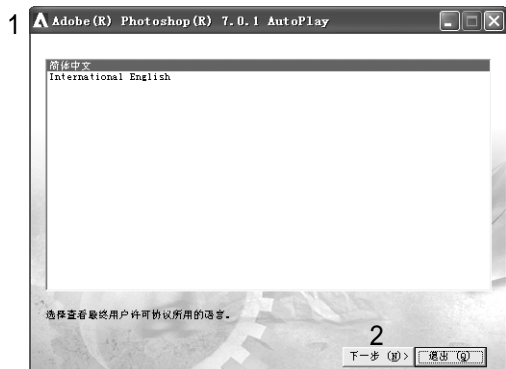 1
Adobe(R) Photoshop(R) 7.0.1 AutoPlay
简体中文
International English
选择查看最终用户许可协议所用的语言。
2
下一步 (N)>
退出 (Q)